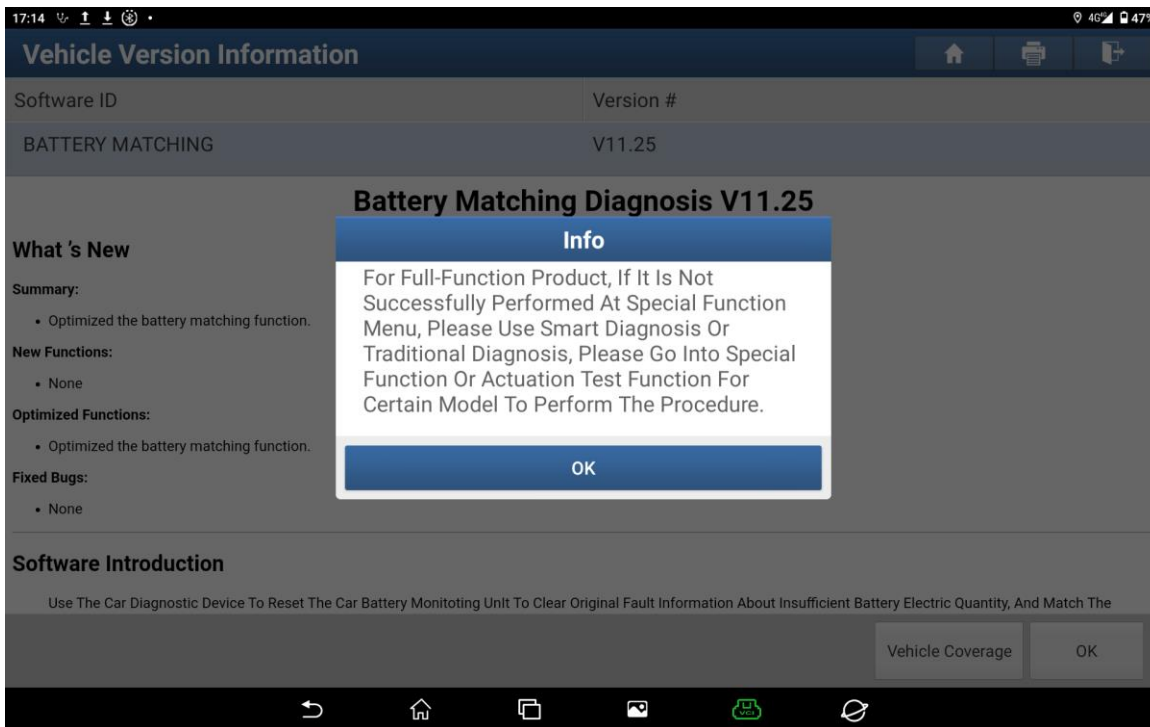 17:14
4G 47%
Vehicle Version Information
Software ID Version #
BATTERY MATCHING V11.25
Battery Matching Diagnosis V11.25
What 's New
Summary:
• Optimized the battery matching function.
New Functions:
• None
Optimized Functions:
• Optimized the battery matching function.
Fixed Bugs:
• None
Software Introduction
Use The Car Diagnostic Device To Reset The Car Battery Monitoting UnIt To Clear Original Fault Information About Insufficient Battery Electric Quantity, And Match The
Info
For Full-Function Product, If It Is Not
Successfully Performed At Special Function
Menu, Please Use Smart Diagnosis Or
Traditional Diagnosis, Please Go Into Special
Function Or Actuation Test Function For
Certain Model To Perform The Procedure.
OK
Vehicle Coverage OK
VCI